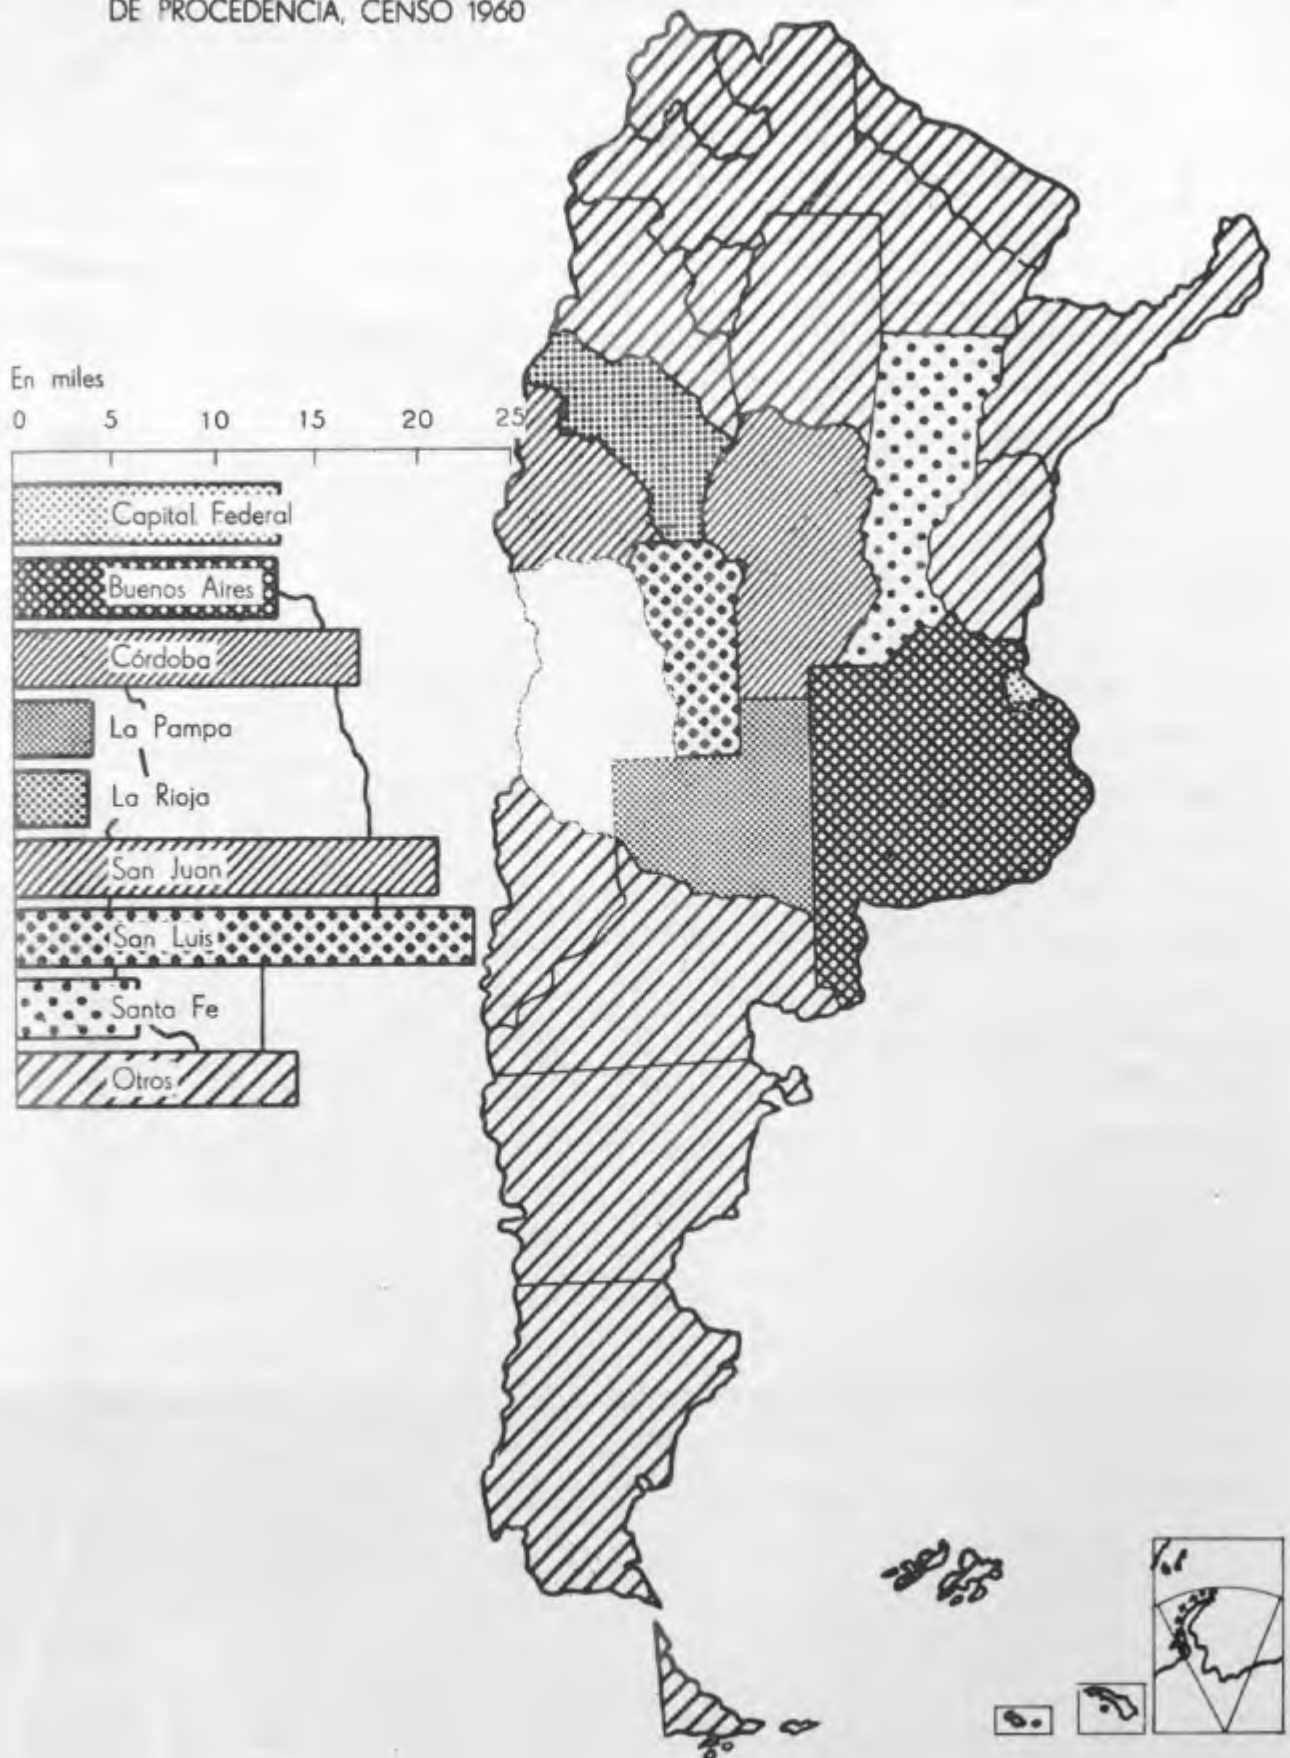 DE PROCEDENCIA, CENSO 1960
En miles
0 5 10 15 20 25
Capital Federal
Buenos Aires
Córdoba
La Pampa
La Rioja
San Juan
San Luis
Santa Fe
Otros